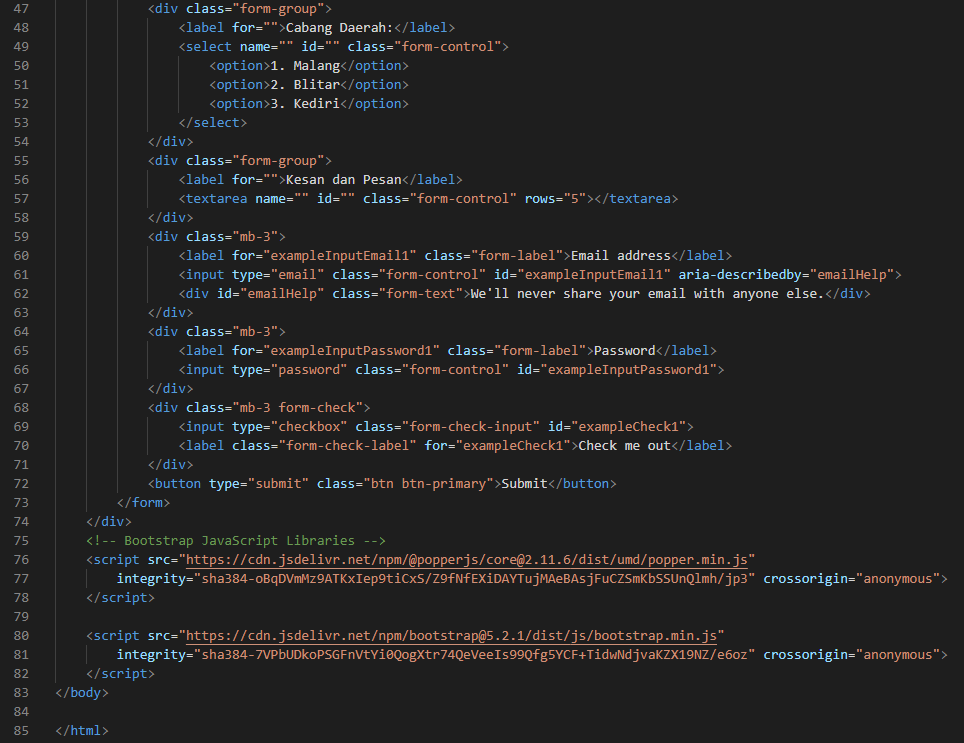 47 <div class="form-group">
48 <label for="">Cabang Daerah:</label>
49 <select name="" id="" class="form-control">
50 <option>1. Malang</option>
51 <option>2. Blitar</option>
52 <option>3. Kediri</option>
53 </select>
54 </div>
55 <div class="form-group">
56 <label for="">Kesan dan Pesan</label>
57 <textarea name="" id="" class="form-control" rows="5"></textarea>
58 </div>
59 <div class="mb-3">
60 <label for="exampleInputEmail1" class="form-label">Email address</label>
61 <input type="email" class="form-control" id="exampleInputEmail1" aria-describedby="emailHelp">
62 <div id="emailHelp" class="form-text">We'll never share your email with anyone else.</div>
63 </div>
64 <div class="mb-3">
65 <label for="exampleInputPassword1" class="form-label">Password</label>
66 <input type="password" class="form-control" id="exampleInputPassword1">
67 </div>
68 <div class="mb-3 form-check">
69 <input type="checkbox" class="form-check-input" id="exampleCheck1">
70 <label class="form-check-label" for="exampleCheck1">Check me out</label>
71 </div>
72 <button type="submit" class="btn btn-primary">Submit</button>
73 </form>
74 </div>
75 <!-- Bootstrap JavaScript Libraries -->
76 <script src="https://cdn.jsdelivr.net/npm/@popperjs/core@2.11.6/dist/umd/popper.min.js"
77 integrity="sha384-oBqDVmMz9ATKxIep9tiCxS/Z9fNfEXiDAYTujMAeBAsjFuCZSmKbSSUnQlmh/jp3" crossorigin="anonymous">
78 </script>
79
80 <script src="https://cdn.jsdelivr.net/npm/bootstrap@5.2.1/dist/js/bootstrap.min.js"
81 integrity="sha384-7VPbUDkoPSGFnVtYi0QogXtr74QeVeeIs99Qfg5YCF+TidwNdjvaKZX19NZ/e6oz" crossorigin="anonymous">
82 </script>
83 </body>
84
85 </html>